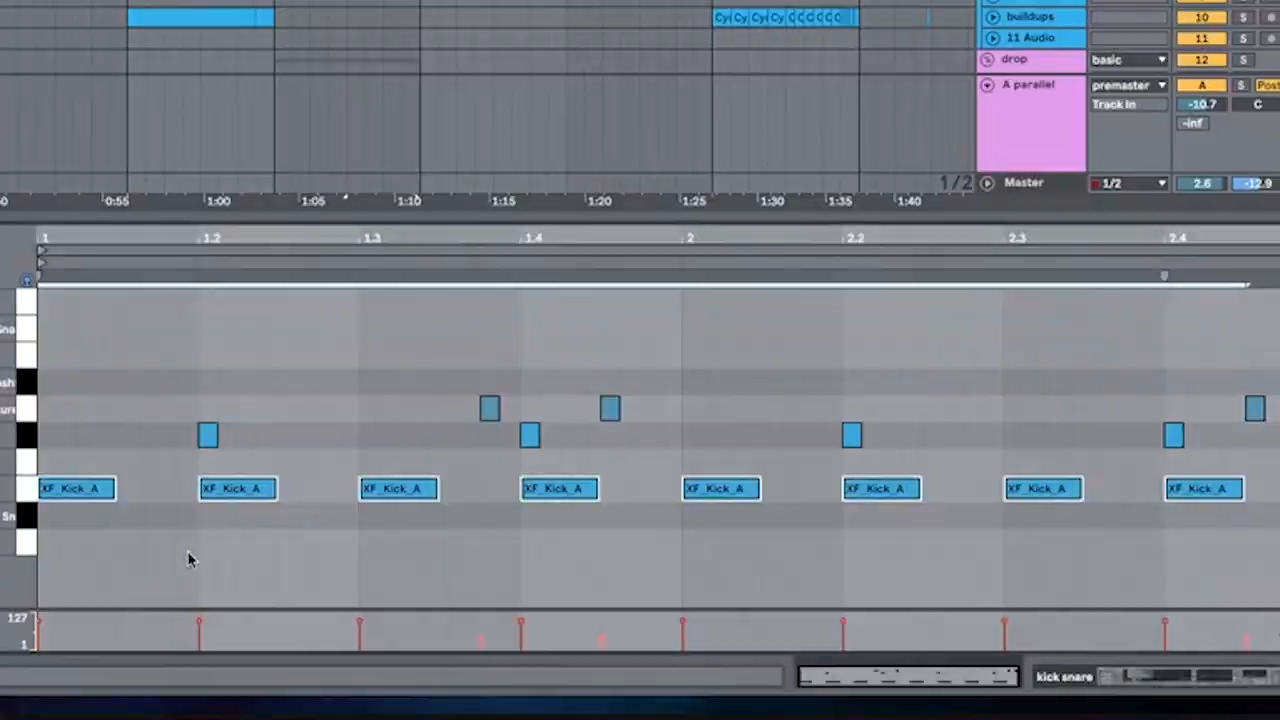 Cy Cy Cy Cy C C C C C C
buildups 10 S
11 Audio 11 S
drop basic 12 S
A parallel premaster A S Post
Track In -10.7 C
-inf
1/2 Master 1/2 2.6 -12.9
0:55 1:00 1:05 1:10 1:15 1:20 1:25 1:30 1:35 1:40
1 1.2 1.3 1.4 2 2.2 2.3 2.4
XF_Kick_A XF_Kick_A XF_Kick_A XF_Kick_A XF_Kick_A XF_Kick_A XF_Kick_A XF_Kick_A
Sn
127
1
kick snare